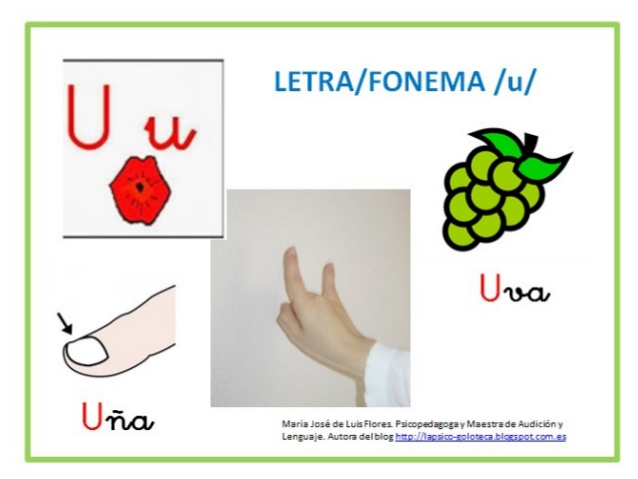 LETRA/FONEMA /u/
U u
Uva
Uña
María José de Luis Flores. Psicopedagoga y Maestra de Audición y
Lenguaje. Autora del blog http://lapsico-goloteca.blogspot.com.es